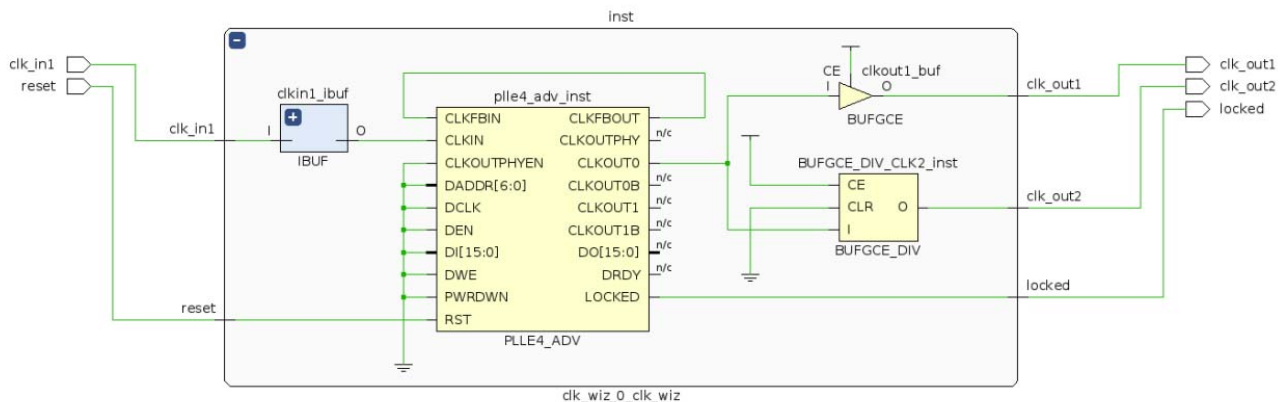 inst
clk_in1
reset
clkin1_ibuf
I
O
IBUF
clk_in1
reset
plle4_adv_inst
CLKFBIN
CLKIN
CLKOUTPHYEN
DADDR[6:0]
DCLK
DEN
DI[15:0]
DWE
PWRDWN
RST
CLKFBOUT
CLKOUTPHY
CLKOUT0
CLKOUT0B
CLKOUT1
CLKOUT1B
DO[15:0]
DRDY
LOCKED
n/c
n/c
n/c
n/c
n/c
n/c
PLLE4_ADV
CE
clkout1_buf
I
O
BUFGCE
BUFGCE_DIV_CLK2_inst
CE
CLR
I
O
BUFGCE_DIV
clk_out1
clk_out2
locked
clk_out1
clk_out2
locked
clk_wiz_0_clk_wiz